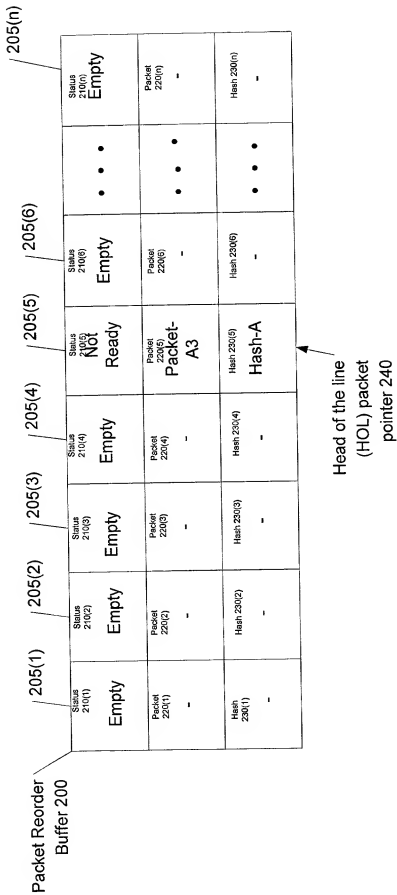 Packet Reorder
Buffer 200
205(1)
205(2)
205(3)
205(4)
205(5)
205(6)
205(n)
Status
210(1)
Empty
Status
210(2)
Empty
Status
210(3)
Empty
Status
210(4)
Empty
Status
210(5)
Not
Ready
Status
210(6)
Empty
• • •
Status
210(n)
Empty
Packet
220(1)
-
Packet
220(2)
-
Packet
220(3)
-
Packet
220(4)
-
Packet
220(5)
Packet-
A3
Packet
220(6)
-
• • •
Packet
220(n)
-
Hash
230(1)
-
Hash 230(2)
-
Hash 230(3)
-
Hash 230(4)
-
Hash 230(5)
Hash-A
Hash 230(6)
-
• • •
Hash 230(n)
-
Head of the line
(HOL) packet
pointer 240